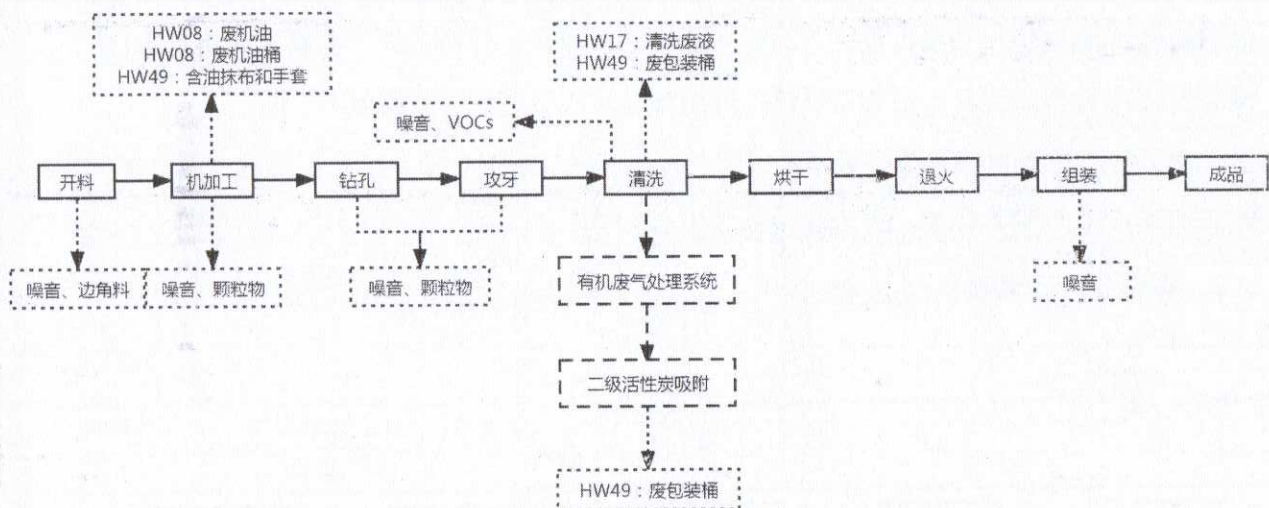 HW08：废机油
HW08：废机油桶
HW49：含油抹布和手套
HW17：清洗废液
HW49：废包装桶
噪音、VOCs
开料
机加工
钻孔
攻牙
清洗
烘干
退火
组装
成品
噪音、边角料
噪音、颗粒物
噪音、颗粒物
有机废气处理系统
噪音
二级活性炭吸附
HW49：废包装桶